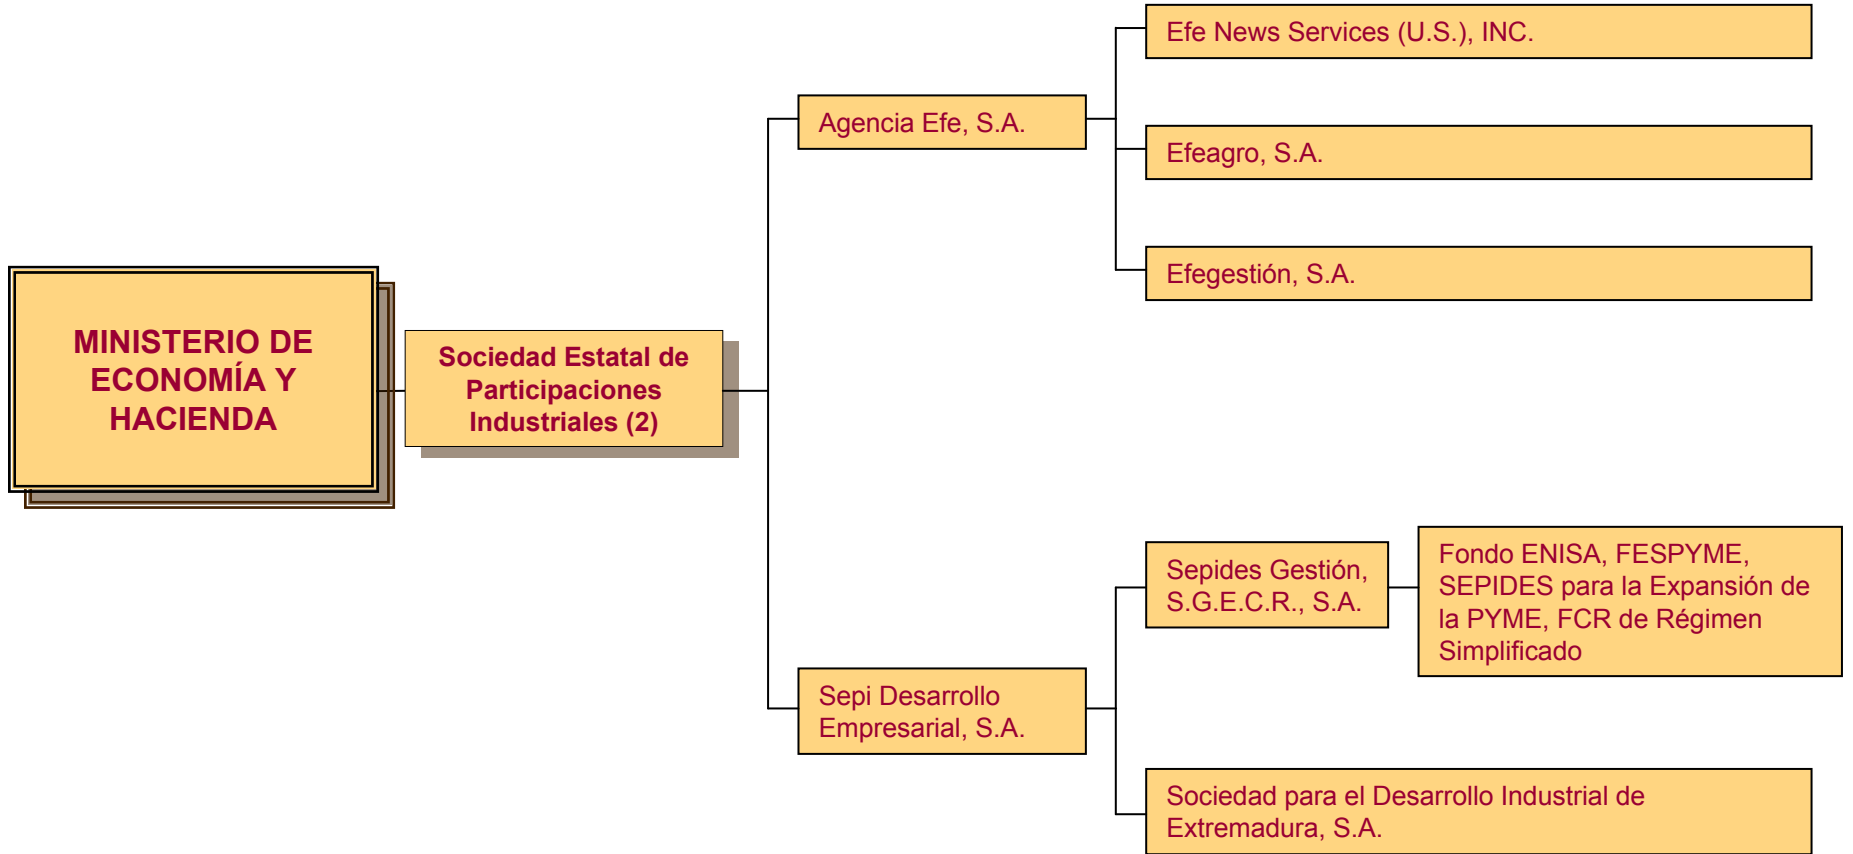 MINISTERIO DE
ECONOMÍA Y
HACIENDA
Sociedad Estatal de
Participaciones
Industriales (2)
Agencia Efe, S.A.
Efe News Services (U.S.), INC.
Efeagro, S.A.
Efegestión, S.A.
Sepi Desarrollo
Empresarial, S.A.
Sepides Gestión,
S.G.E.C.R., S.A.
Fondo ENISA, FESPYME,
SEPIDES para la Expansión de
la PYME, FCR de Régimen
Simplificado
Sociedad para el Desarrollo Industrial de
Extremadura, S.A.